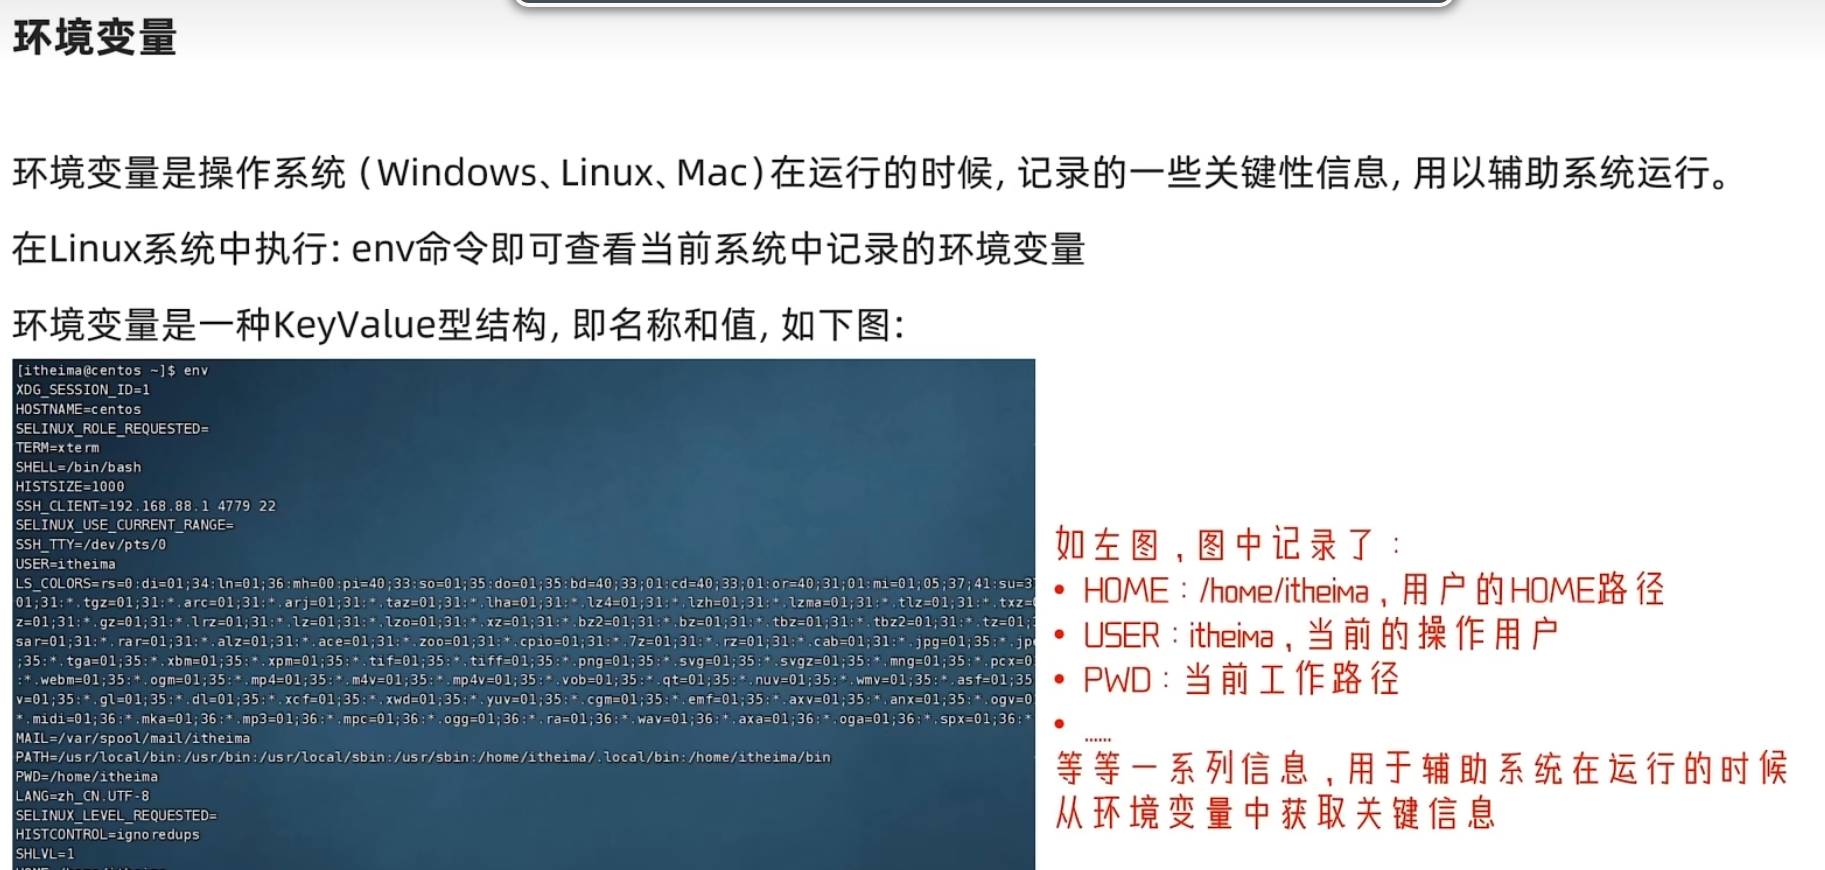 环境变量
环境变量是操作系统（Windows、Linux、Mac）在运行的时候, 记录的一些关键性信息, 用以辅助系统运行。
在Linux系统中执行: env命令即可查看当前系统中记录的环境变量
环境变量是一种KeyValue型结构, 即名称和值, 如下图:
[itheima@centos ~]$ env
XDG_SESSION_ID=1
HOSTNAME=centos
SELINUX_ROLE_REQUESTED=
TERM=xterm
SHELL=/bin/bash
HISTSIZE=1000
SSH_CLIENT=192.168.88.1 4779 22
SELINUX_USE_CURRENT_RANGE=
SSH_TTY=/dev/pts/0
USER=itheima
LS_COLORS=rs=0:di=01;34:ln=01;36:mh=00:pi=40;33:so=01;35:do=01;35:bd=40;33;01:cd=40;33;01:or=40;31;01:mi=01;05;37;41:su=3
01;31:*.tgz=01;31:*.arc=01;31:*.arj=01;31:*.taz=01;31:*.lha=01;31:*.lz4=01;31:*.lzh=01;31:*.lzma=01;31:*.tlz=01;31:*.txz=
z=01;31:*.gz=01;31:*.lrz=01;31:*.lz=01;31:*.lzo=01;31:*.xz=01;31:*.bz2=01;31:*.bz=01;31:*.tbz=01;31:*.tbz2=01;31:*.tz=01;
sar=01;31:*.rar=01;31:*.alz=01;31:*.ace=01;31:*.zoo=01;31:*.cpio=01;31:*.7z=01;31:*.rz=01;31:*.cab=01;31:*.jpg=01;35:*.jp
;35:*.tga=01;35:*.xbm=01;35:*.xpm=01;35:*.tif=01;35:*.tiff=01;35:*.png=01;35:*.svg=01;35:*.svgz=01;35:*.mng=01;35:*.pcx=0
:*.webm=01;35:*.ogm=01;35:*.mp4=01;35:*.m4v=01;35:*.mp4v=01;35:*.vob=01;35:*.qt=01;35:*.nuv=01;35:*.wmv=01;35:*.asf=01;35
v=01;35:*.gl=01;35:*.dl=01;35:*.xcf=01;35:*.xwd=01;35:*.yuv=01;35:*.cgm=01;35:*.emf=01;35:*.axv=01;35:*.anx=01;35:*.ogv=0
*.midi=01;36:*.mka=01;36:*.mp3=01;36:*.mpc=01;36:*.ogg=01;36:*.ra=01;36:*.wav=01;36:*.axa=01;36:*.oga=01;36:*.spx=01;36:*
MAIL=/var/spool/mail/itheima
PATH=/usr/local/bin:/usr/bin:/usr/local/sbin:/usr/sbin:/home/itheima/.local/bin:/home/itheima/bin
PWD=/home/itheima
LANG=zh_CN.UTF-8
SELINUX_LEVEL_REQUESTED=
HISTCONTROL=ignoredups
SHLVL=1
如左图，图中记录了：
• HOME：/home/itheima，用户的HOME路径
• USER：itheima，当前的操作用户
• PWD：当前工作路径
• ......
等等一系列信息，用于辅助系统在运行的时候
从环境变量中获取关键信息